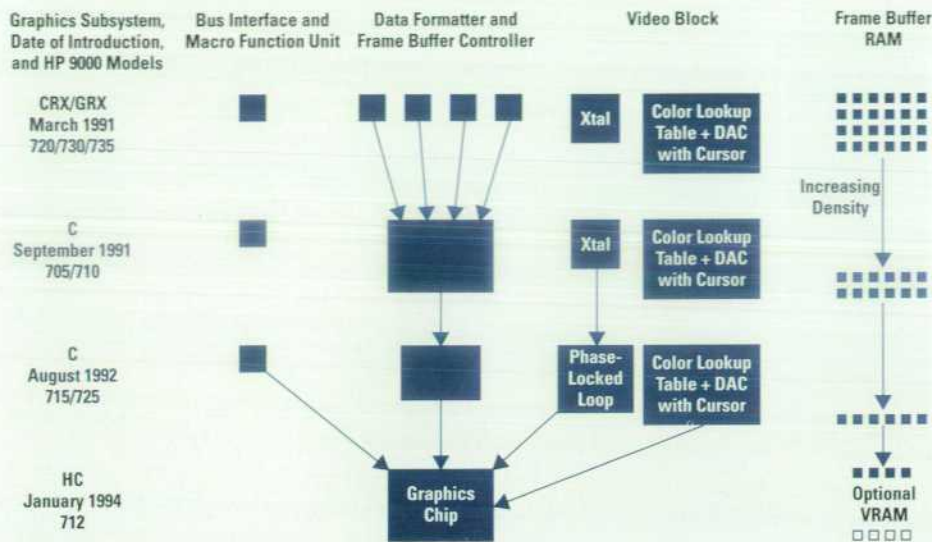 Graphics Subsystem,
Date of Introduction,
and HP 9000 Models
Bus Interface and
Macro Function Unit
Data Formatter and
Frame Buffer Controller
Video Block
Frame Buffer
RAM
CRX/GRX
March 1991
720/730/735
Xtal
Color Lookup
Table + DAC
with Cursor
Increasing
Density
C
September 1991
705/710
Xtal
Color Lookup
Table + DAC
with Cursor
C
August 1992
715/725
Phase-
Locked
Loop
Color Lookup
Table + DAC
with Cursor
HC
January 1994
712
Graphics
Chip
Optional
VRAM